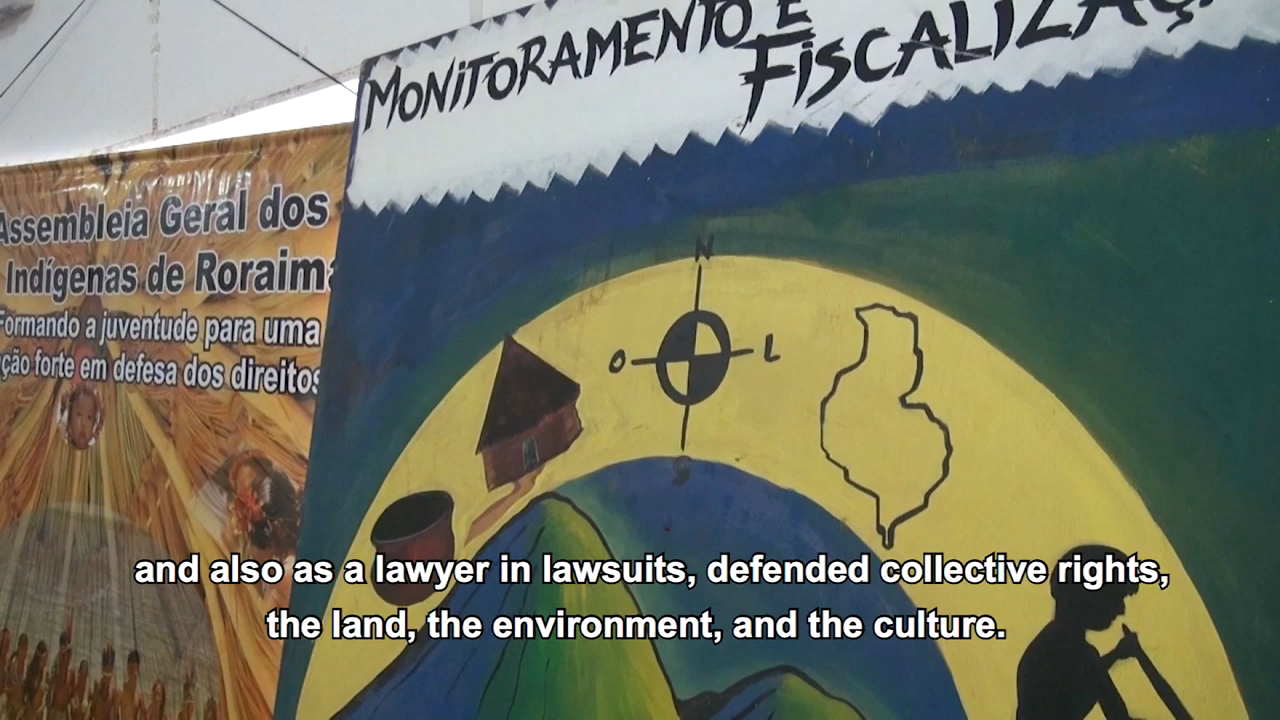 MONITORAMENTO E
FISCALIZAÇ
Assembleia Geral dos
Indígenas de Roraima
Formando a juventude para uma
ção forte em defesa dos direitos
N
O L
S
and also as a lawyer in lawsuits, defended collective rights,
the land, the environment, and the culture.